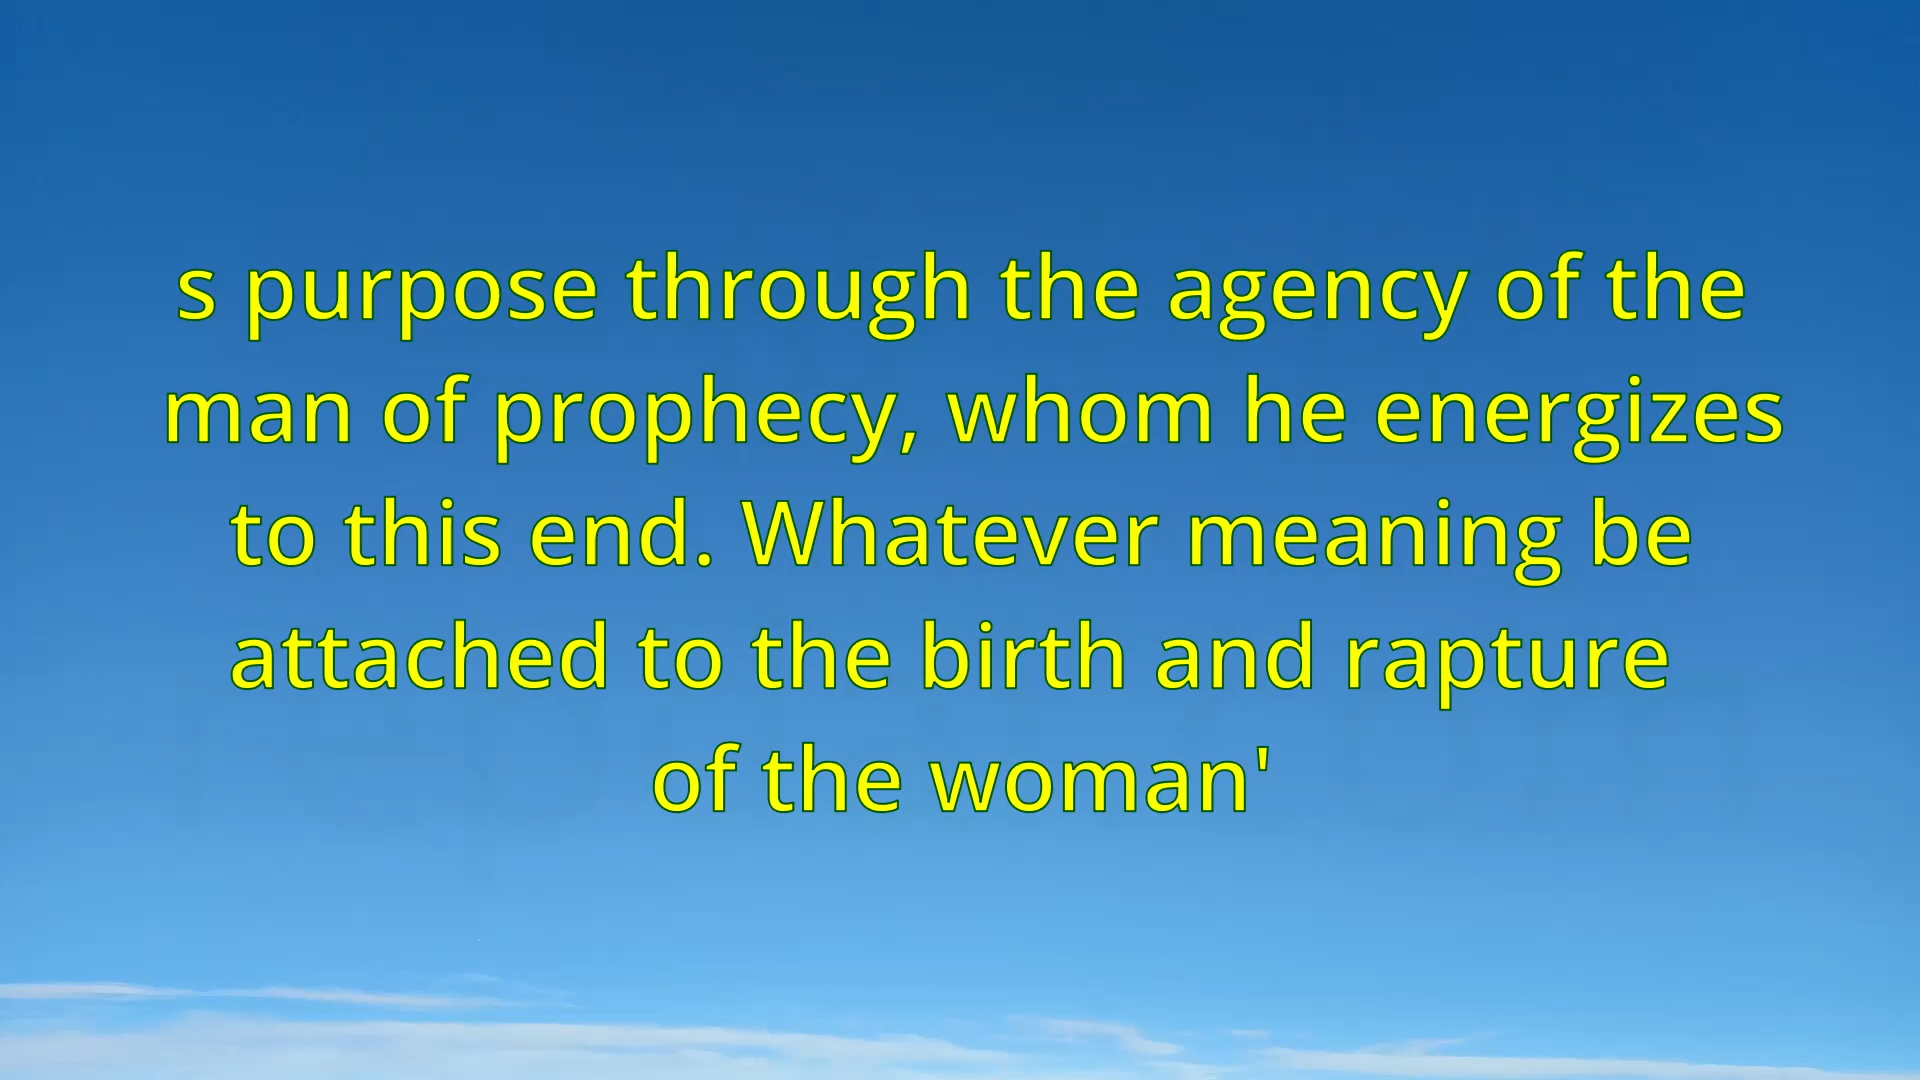 s purpose through the agency of the
man of prophecy, whom he energizes
to this end. Whatever meaning be
attached to the birth and rapture
of the woman'